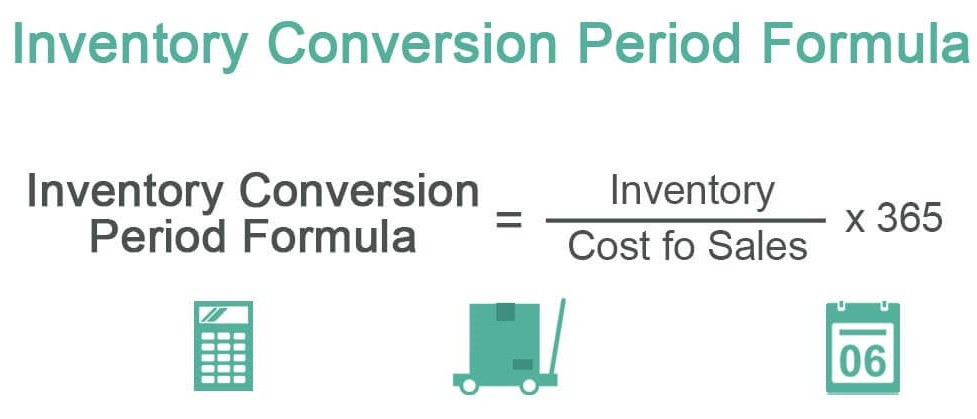 Inventory Conversion Period Formula
Inventory Conversion
Period Formula
=
Inventory
Cost fo Sales
x 365
06